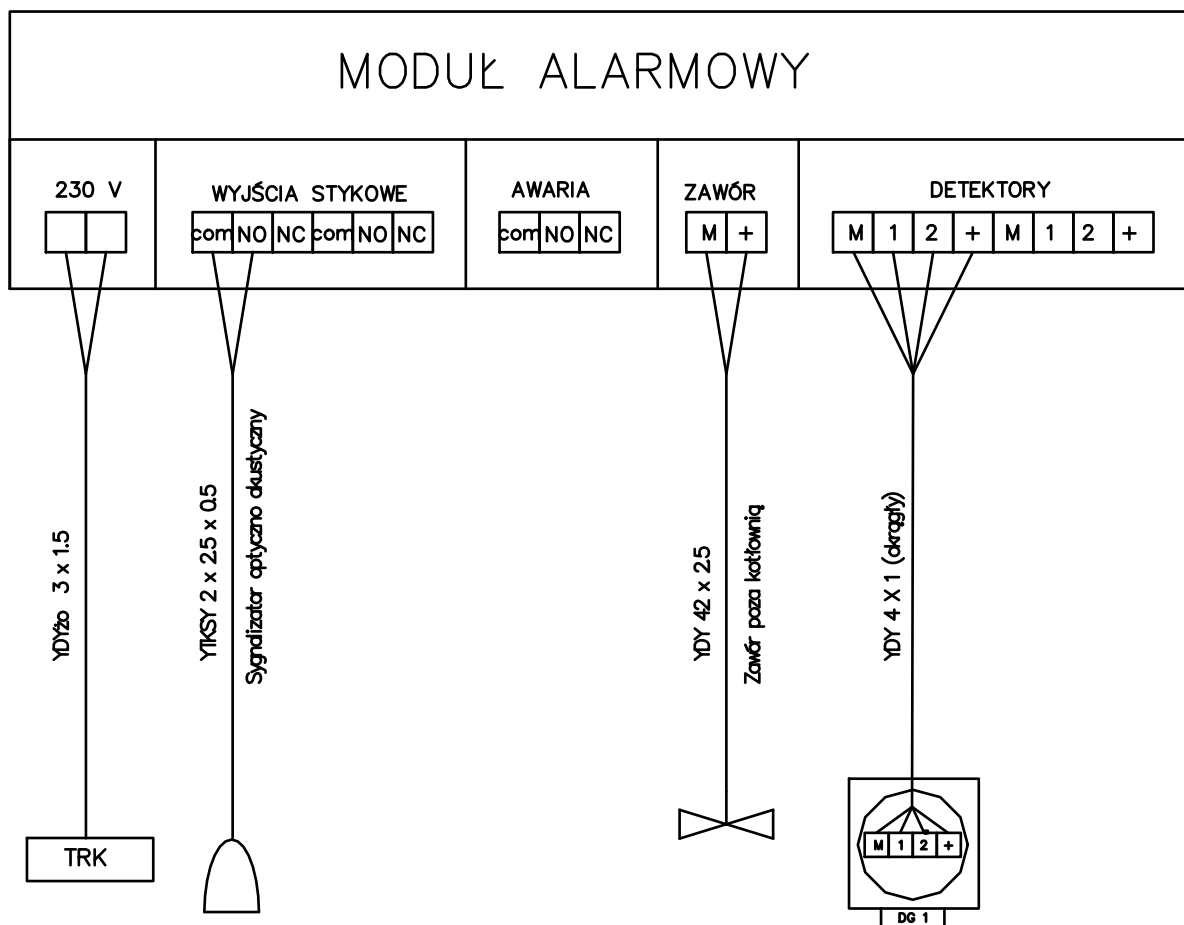 MODUŁ ALARMOWY
230 V
WYJŚCIA STYKOWE
AWARIA
ZAWÓR
DETEKTORY
com NO NC com NO NC
com NO NC
M +
M 1 2 + M 1 2 +
YDYżo 3 x 1.5
YTKSY 2 x 2.5 x 0.5
Sygnalizator optyczno akustyczny
YDY 42 x 2.5
Zawór poza kotłownią
YDY 4 X 1 (okrągły)
TRK
M 1 2 +
DG 1